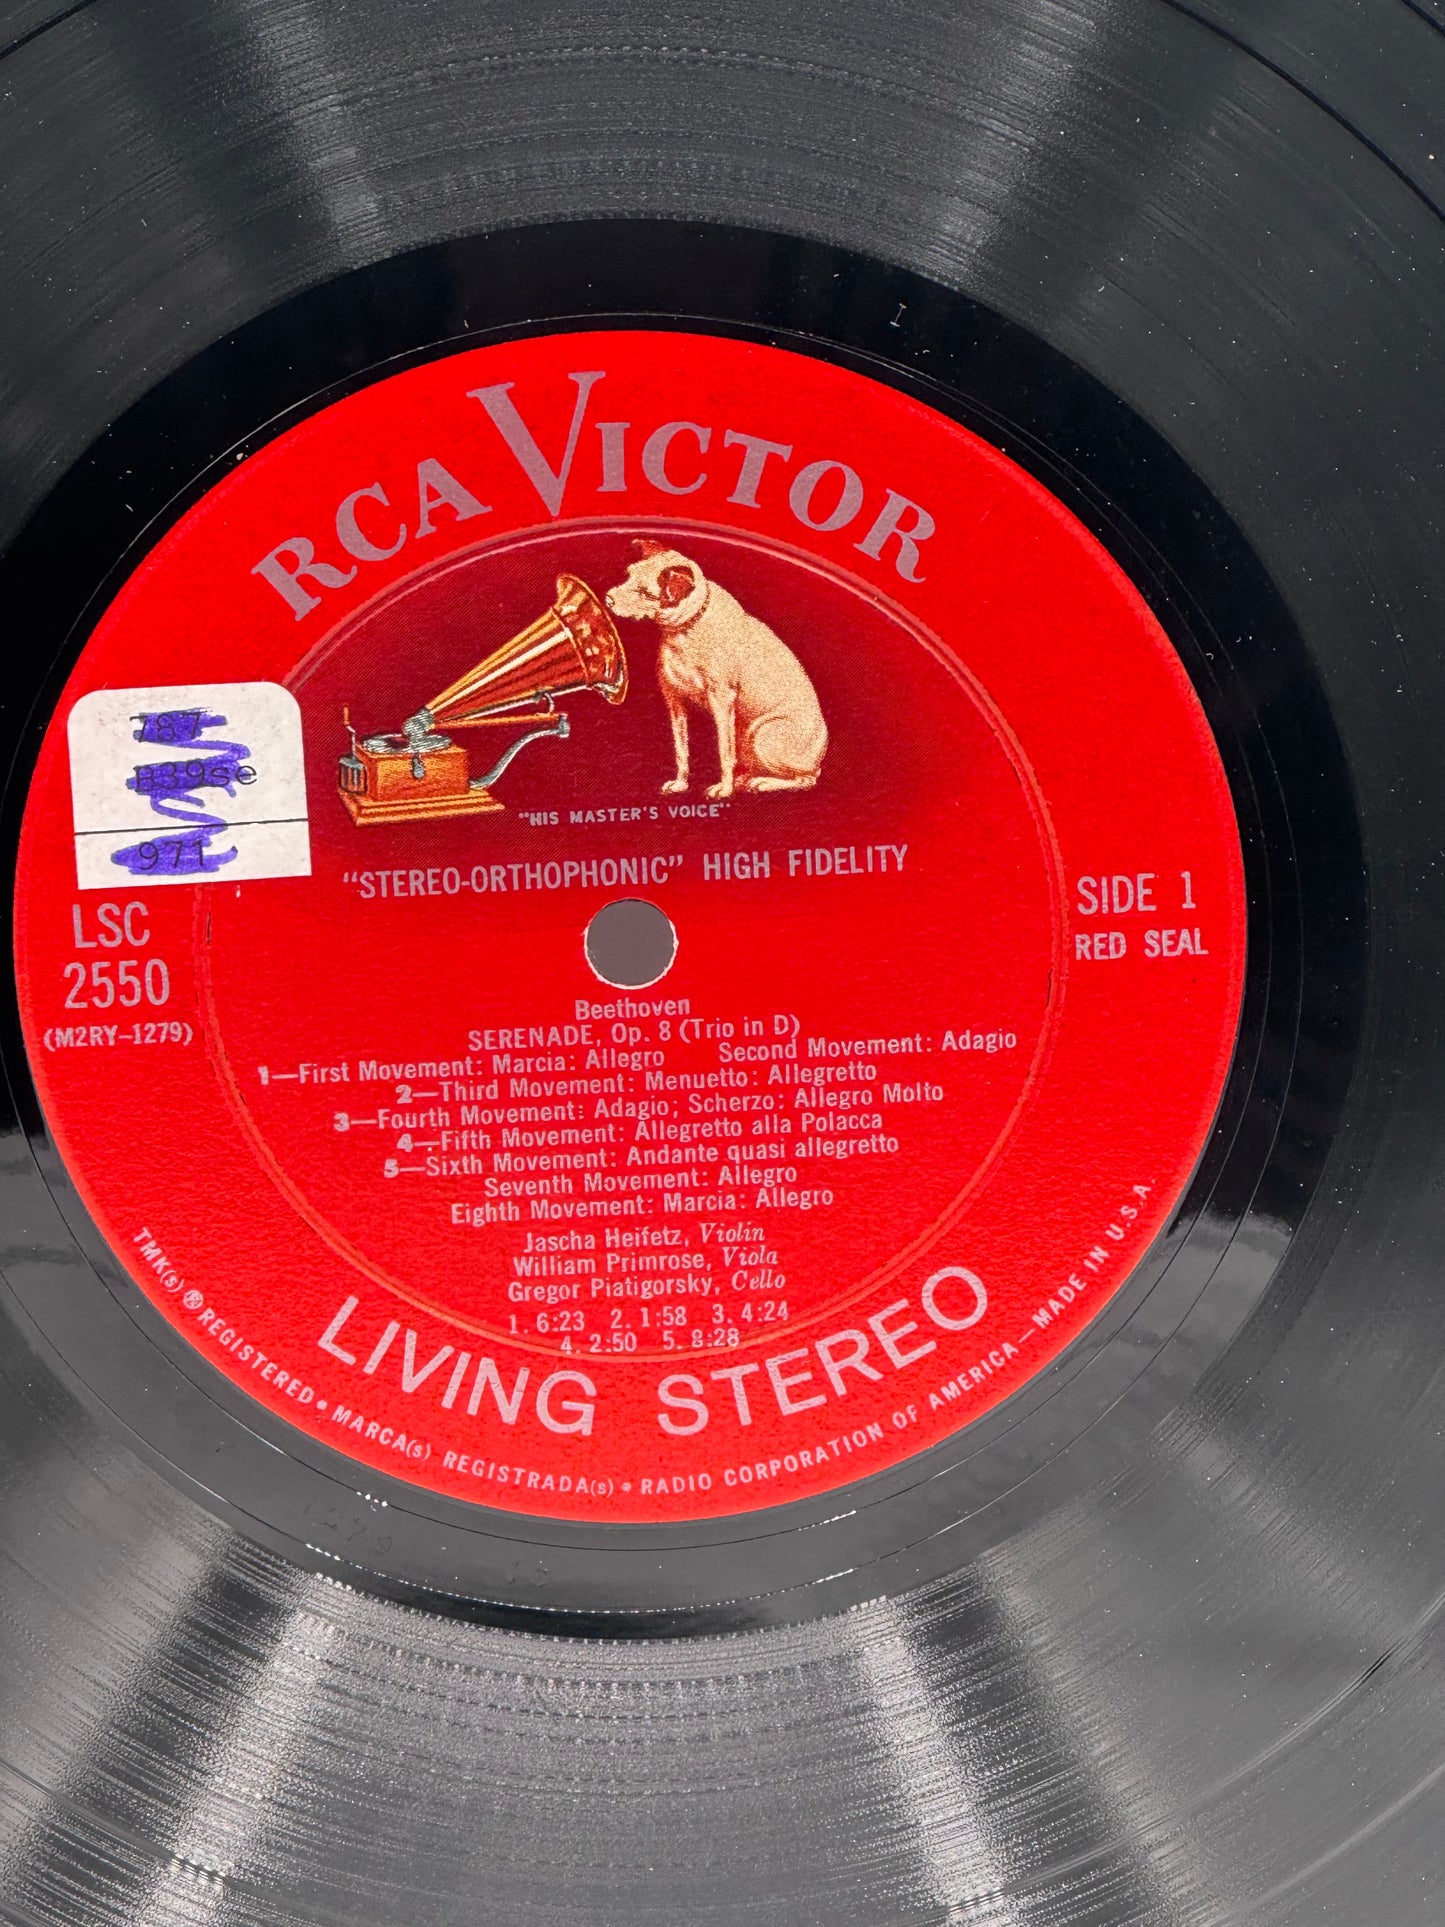 RCA VICTOR
"HIS MASTER'S VOICE"
"STEREO-ORTHOPHONIC" HIGH FIDELITY
787
971
LSC
2550
(M2RY-1279)
SIDE 1
RED SEAL
Beethoven
SERENADE, Op. 8 (Trio in D)
1—First Movement: Marcia: Allegro Second Movement: Adagio
2—Third Movement: Menuetto: Allegretto
3—Fourth Movement: Adagio; Scherzo: Allegro Molto
4—Fifth Movement: Allegretto alla Polacca
5—Sixth Movement: Andante quasi allegretto
Seventh Movement: Allegro
Eighth Movement: Marcia: Allegro
Jascha Heifetz, Violin
William Primrose, Viola
Gregor Piatigorsky, Cello
1. 6:23 2. 1:58 3. 4:24
4. 2:50 5. 8:28
LIVING STEREO
TMK(s) ® REGISTERED • MARCA(s) REGISTRADA(s) • RADIO CORPORATION OF AMERICA—MADE IN U.S.A.